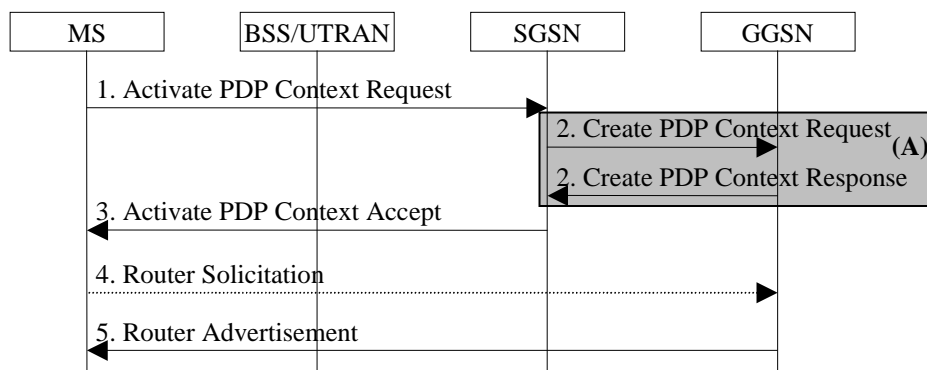 MS BSS/UTRAN SGSN GGSN
1. Activate PDP Context Request
2. Create PDP Context Request
(A)
2. Create PDP Context Response
3. Activate PDP Context Accept
4. Router Solicitation
5. Router Advertisement